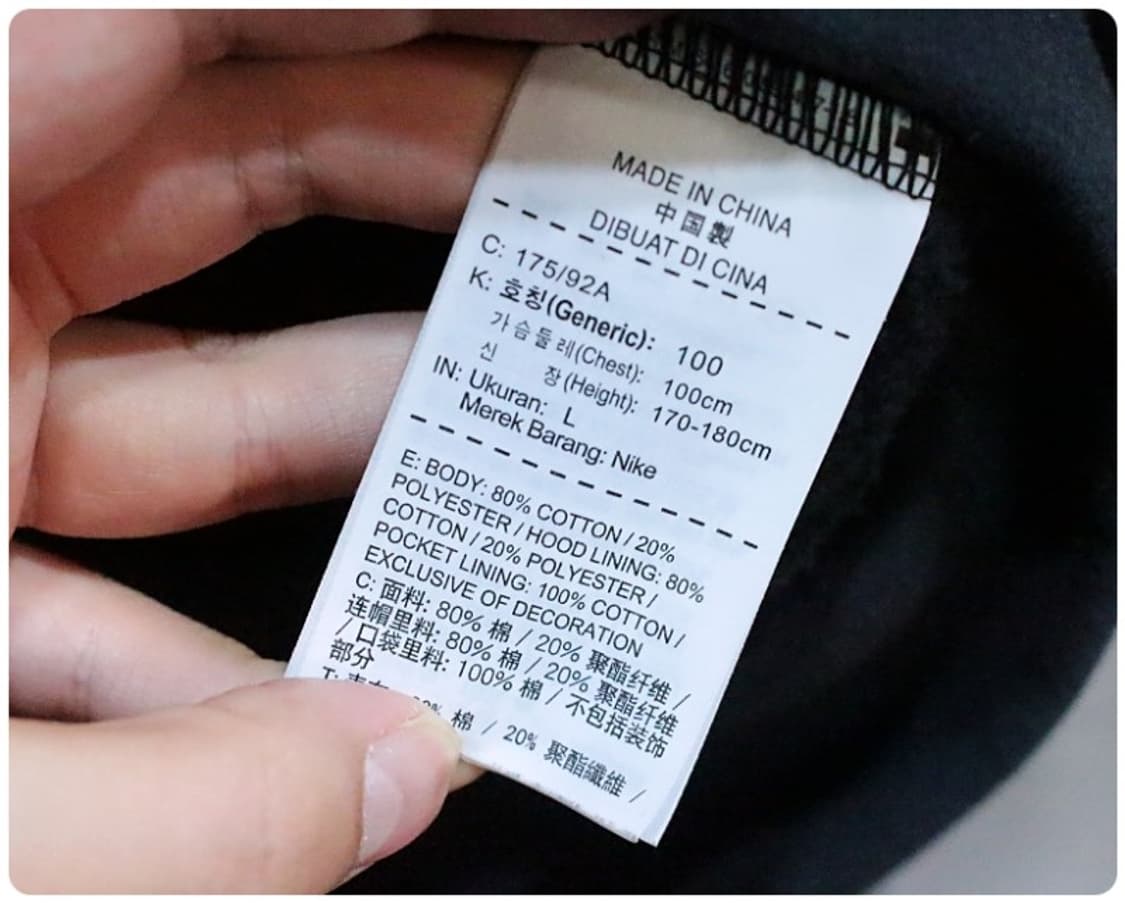 MADE IN CHINA
中国製
DIBUAT DI CINA
C: 175/92A
K: 호칭(Generic): 100
가슴둘레(Chest): 100cm
신 장(Height): 170-180cm
IN: Ukuran: L
Merek Barang: Nike
E: BODY: 80% COTTON / 20%
POLYESTER / HOOD LINING: 80%
COTTON / 20% POLYESTER /
POCKET LINING: 100% COTTON /
EXCLUSIVE OF DECORATION
C: 面料: 80% 棉 / 20% 聚酯纤维 /
连帽里料: 80% 棉 / 20% 聚酯纤维
/ 口袋里料: 100% 棉 / 不包括装饰
部分
棉 / 20% 聚酯纖維 /